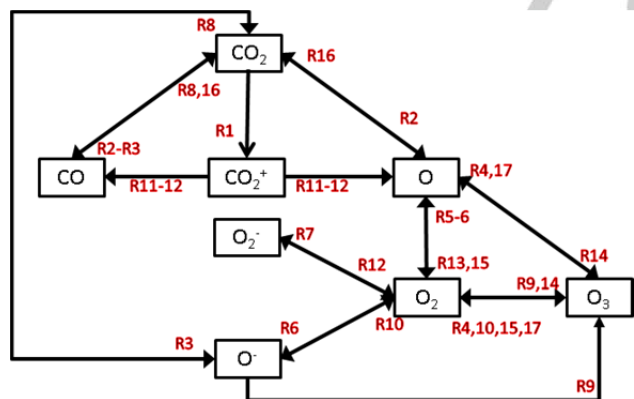 R8
CO₂
R16
R8,16
R1
R2
R2-R3
R4,17
CO
R11-12
CO₂⁺
R11-12
O
R5-6
O₂⁻
R7
R12
R13,15
R9,14
R14
O₂
O₃
R10
R4,10,15,17
R6
R3
O⁻
R9